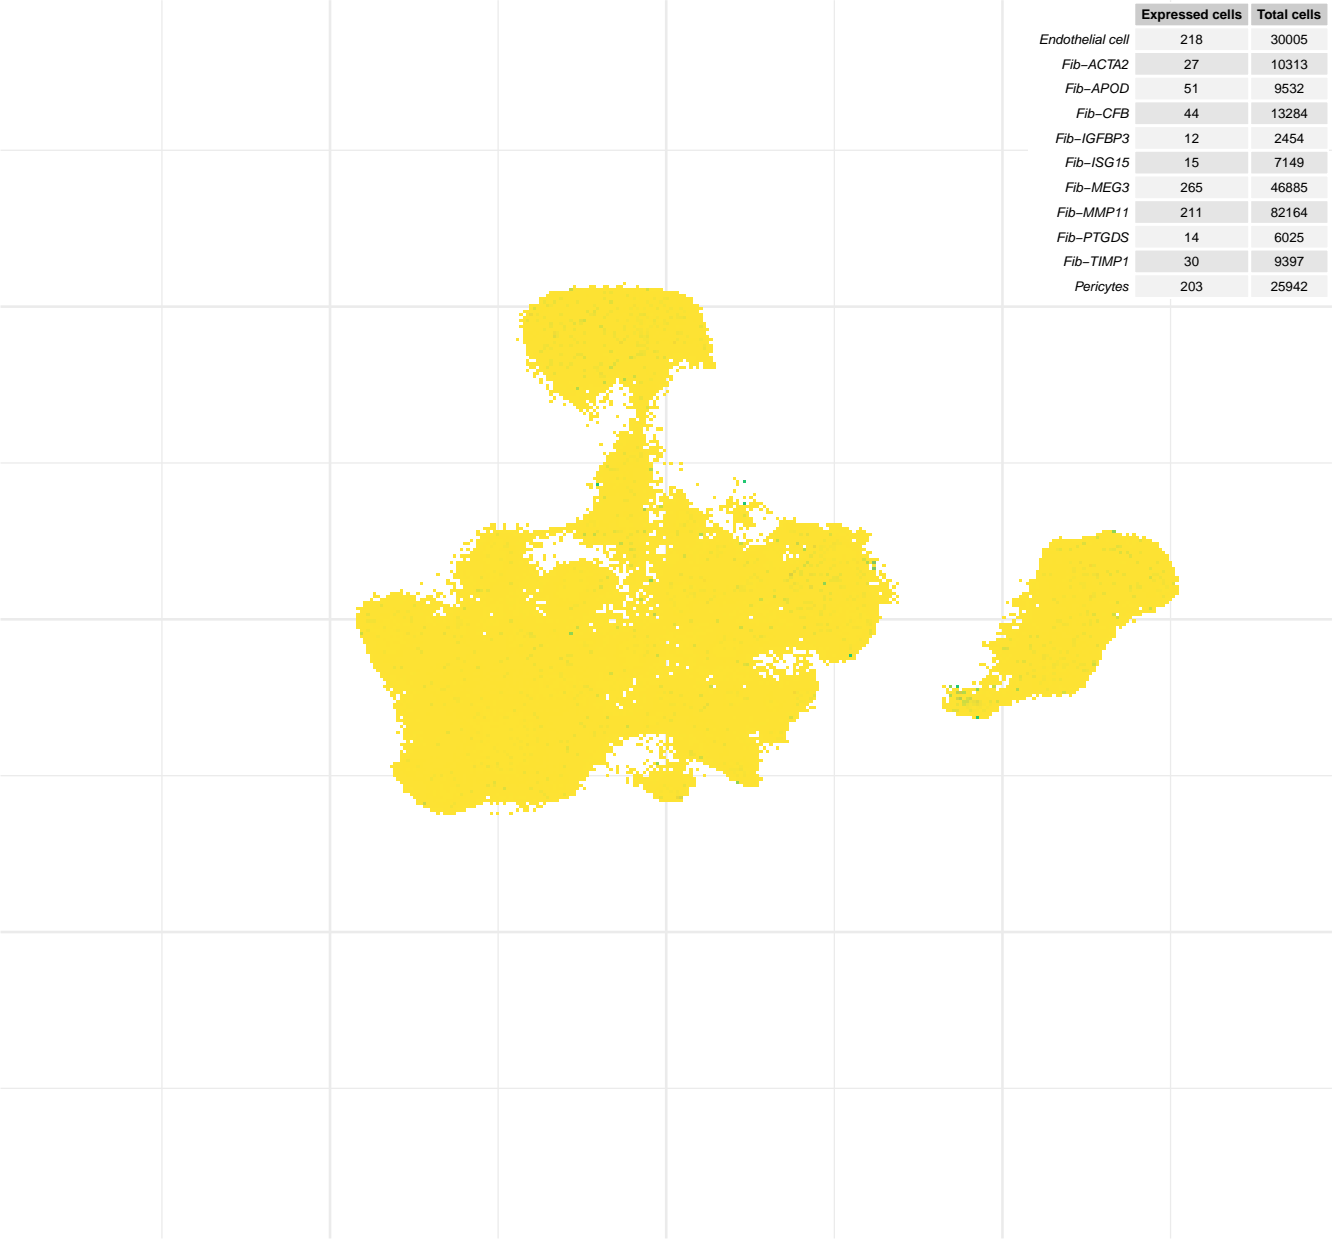 Expressed cells Total cells
Endothelial cell 218 30005
Fib−ACTA2 27 10313
Fib−APOD 51 9532
Fib−CFB 44 13284
Fib−IGFBP3 12 2454
Fib−ISG15 15 7149
Fib−MEG3 265 46885
Fib−MMP11 211 82164
Fib−PTGDS 14 6025
Fib−TIMP1 30 9397
Pericytes 203 25942